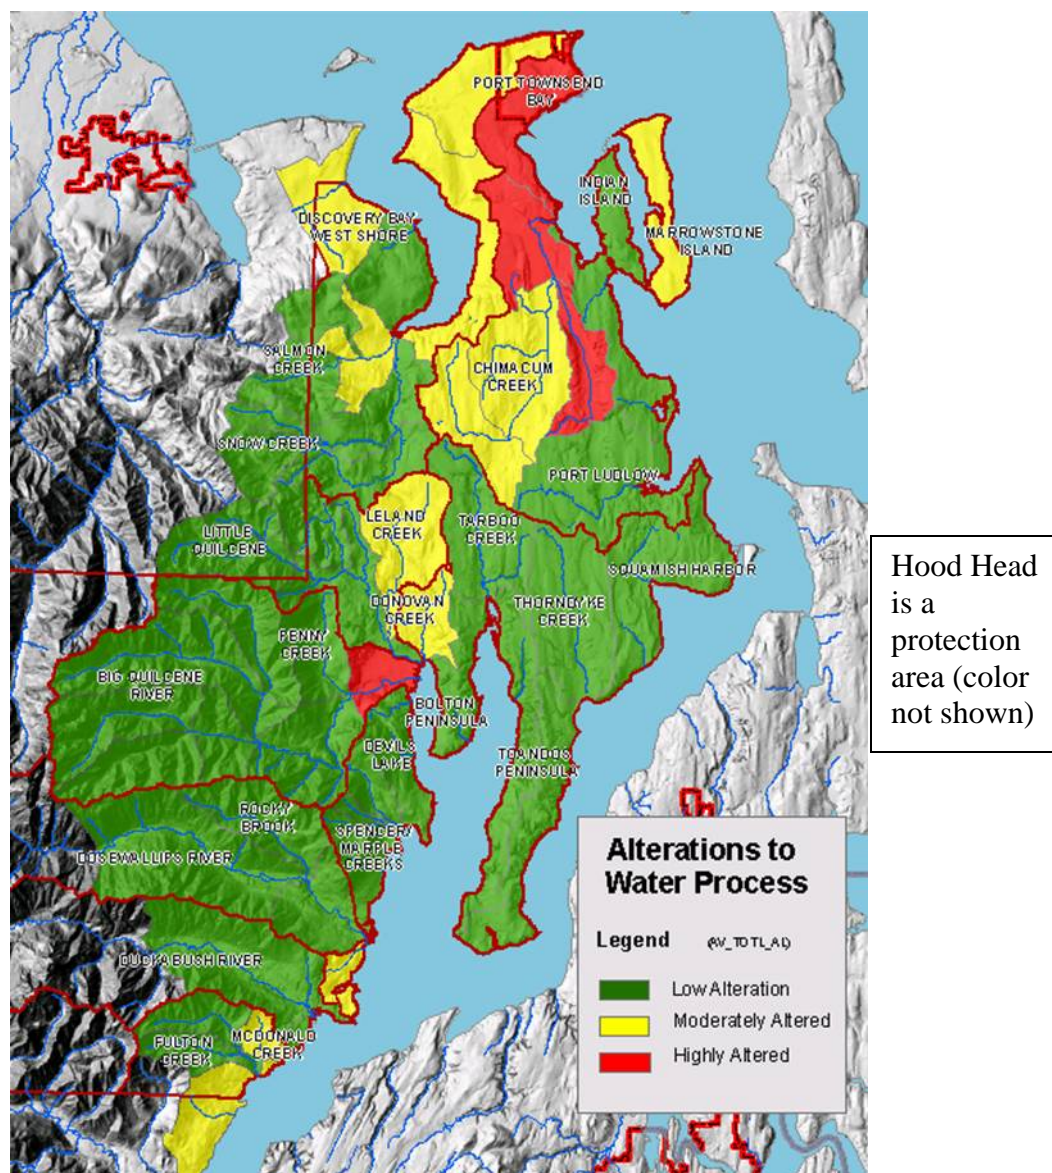 PORT TOWNSEND
BAY
INDIAN
ISLAND
DISCOVERY BAY
WEST SHORE
MARROWSTONE
ISLAND
SALMON
CREEK
CHIMACUM
CREEK
SNOW CREEK
PORT LUDLOW
LELAND
CREEK
TARBOO
CREEK
LITTLE
QUILCENE
SQUAMISH HARBOR
Hood Head
is a
protection
area (color
not shown)
DONOVAN
CREEK
THORNDYKE
CREEK
PENNY
CREEK
BIG QUILCENE
RIVER
BOLTON
PENINSULA
DEVILS
LAKE
TOANDOS
PENINSULA
ROCKY
BROOK
SPENCER/
MARPLE
CREEKS
DOSEWALLIPS RIVER
DUCKABUSH RIVER
FULTON
CREEK
MCDONALD
CREEK
Alterations to
Water Process
Legend
Low Alteration
Moderately Altered
Highly Altered